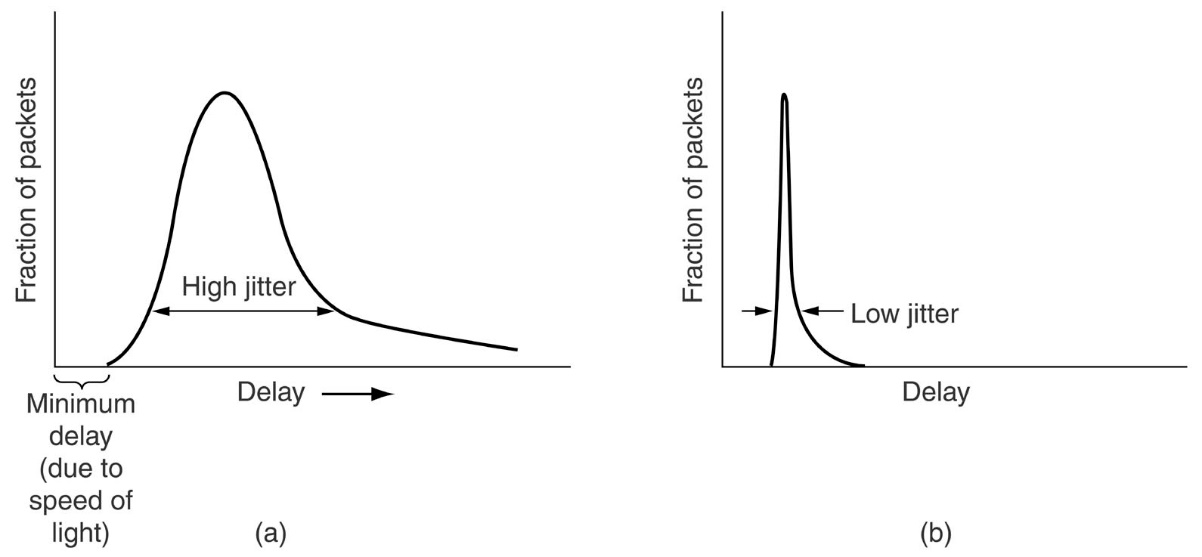 Fraction of packets
High jitter
Delay
Minimum
delay
(due to
speed of
light)
(a)
Fraction of packets
Low jitter
Delay
(b)